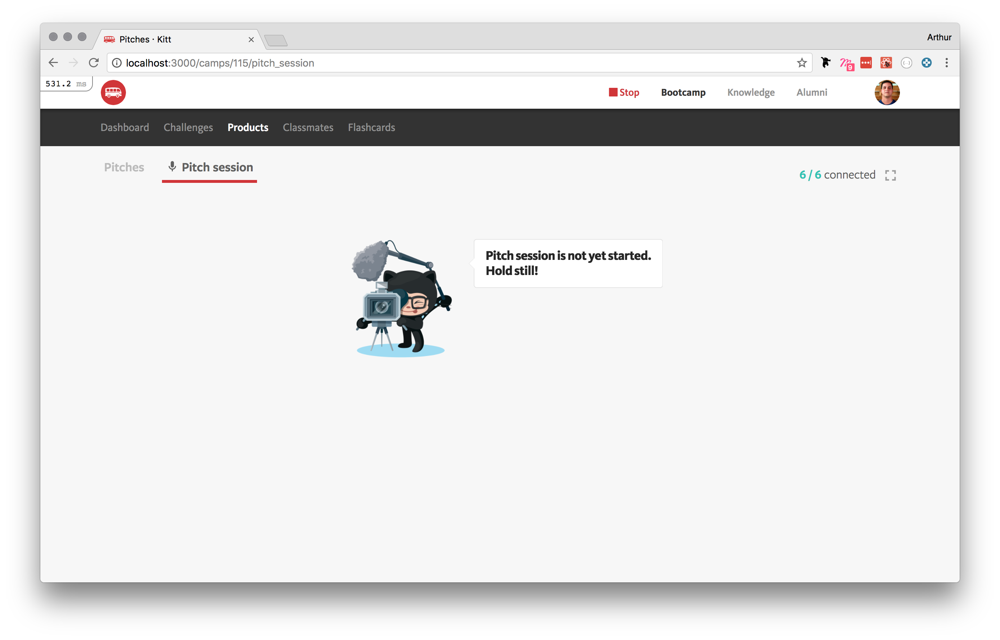 Pitches · Kitt
Arthur
localhost:3000/camps/115/pitch_session
9
531.2 ms
Stop
Bootcamp
Knowledge
Alumni
Dashboard
Challenges
Products
Classmates
Flashcards
Pitches
Pitch session
6 / 6 connected
Pitch session is not yet started.
Hold still!